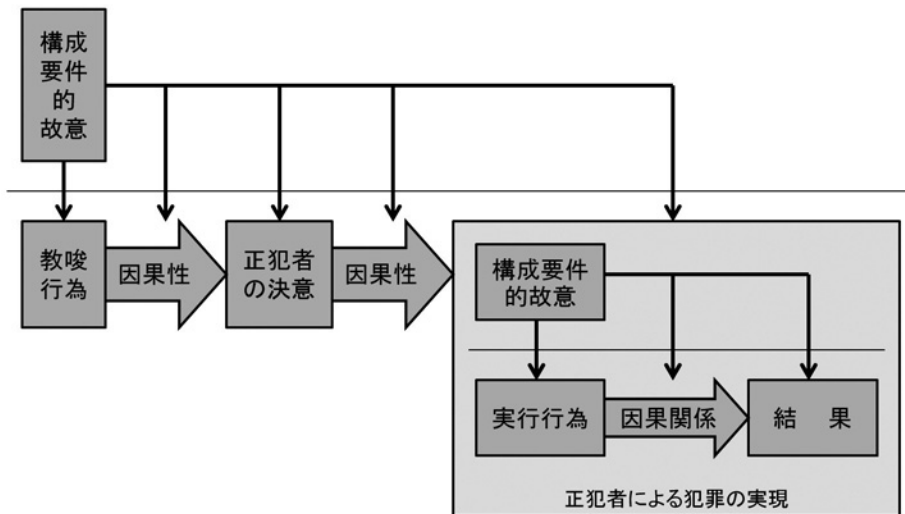 構成
要件
的
故意
教唆
行為
因果性
正犯者
の決意
因果性
構成要件
的故意
実行行為
因果関係
結　果
正犯者による犯罪の実現